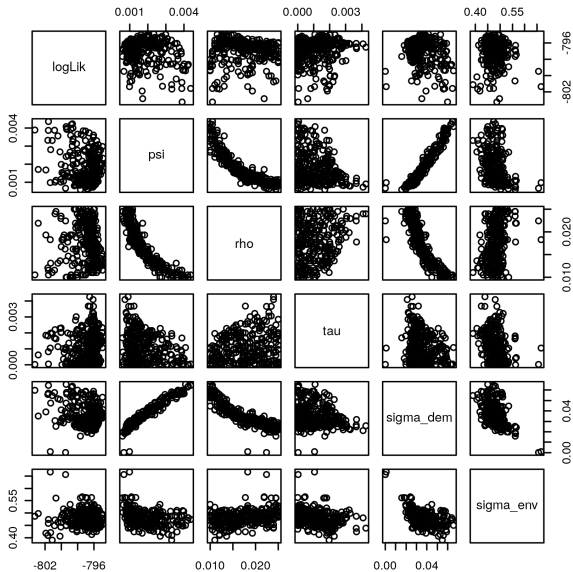 0.001 0.004 0.000 0.003 0.40 0.55
logLik -802 -796
0.001 0.004 psi
rho 0.010 0.020
0.000 0.003 tau
sigma_dem 0.00 0.04
0.40 0.55 sigma_env
-802 -796 0.010 0.020 0.00 0.04